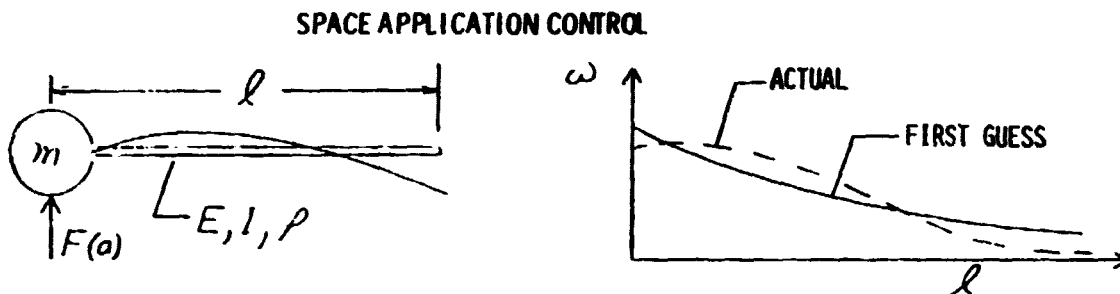 SPACE APPLICATION CONTROL
ℓ
m
E, I, ρ
F(a)
ω
ACTUAL
FIRST GUESS
ℓ